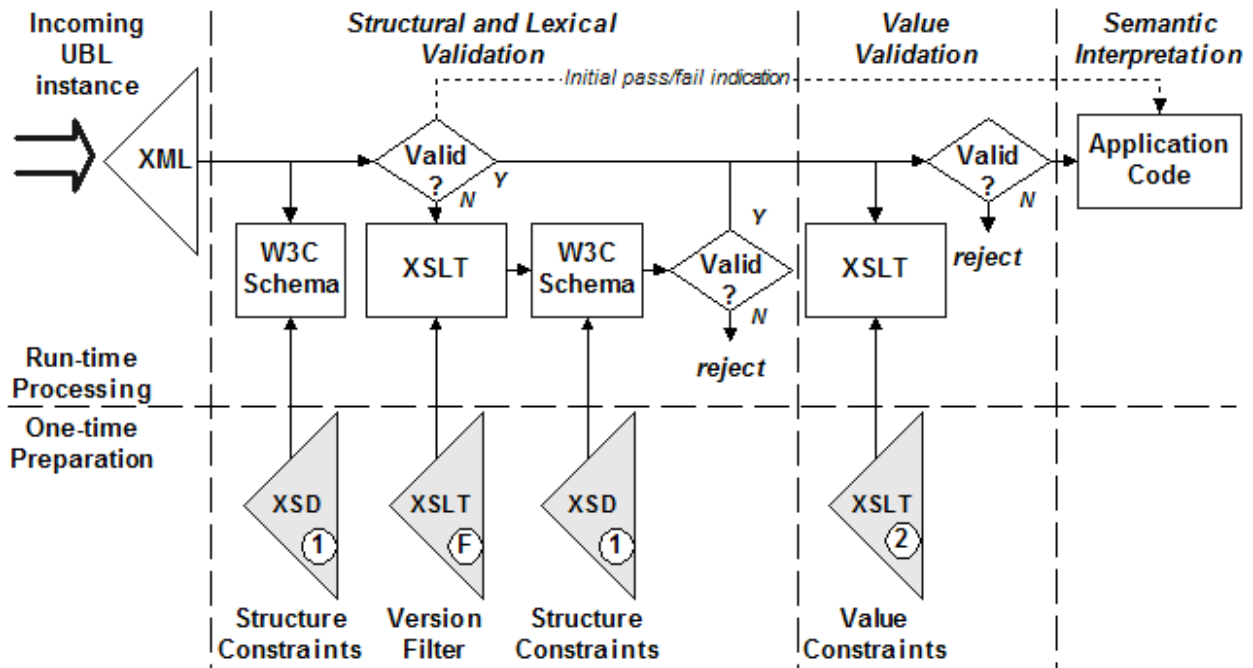 Incoming
UBL
instance
Structural and Lexical
Validation
Value
Validation
Semantic
Interpretation
Initial pass/fail indication
XML
Valid
?
Y
N
Valid
?
N
reject
Application
Code
W3C
Schema
XSLT
W3C
Schema
Y
Valid
?
N
reject
XSLT
Run-time
Processing
One-time
Preparation
XSD
1
XSLT
F
XSD
1
XSLT
2
Structure
Constraints
Version
Filter
Structure
Constraints
Value
Constraints